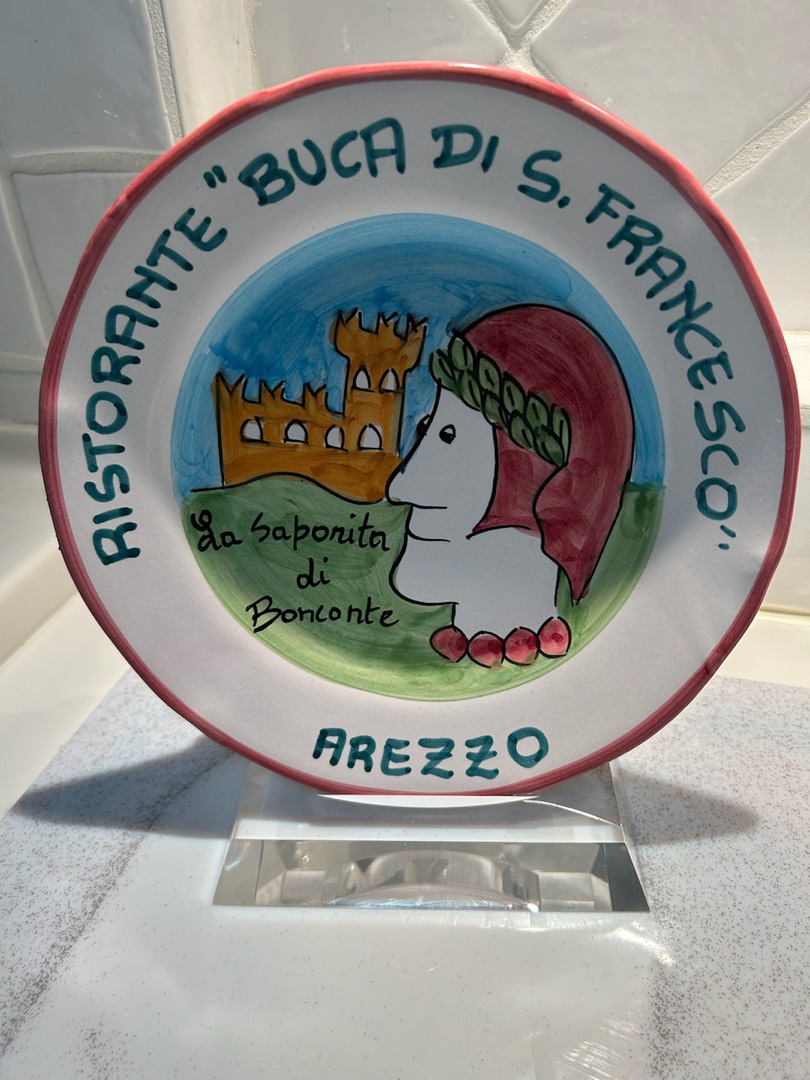 RISTORANTE "BUCA DI S. FRANCESCO"
La Saporita
di
Bonconte
AREZZO